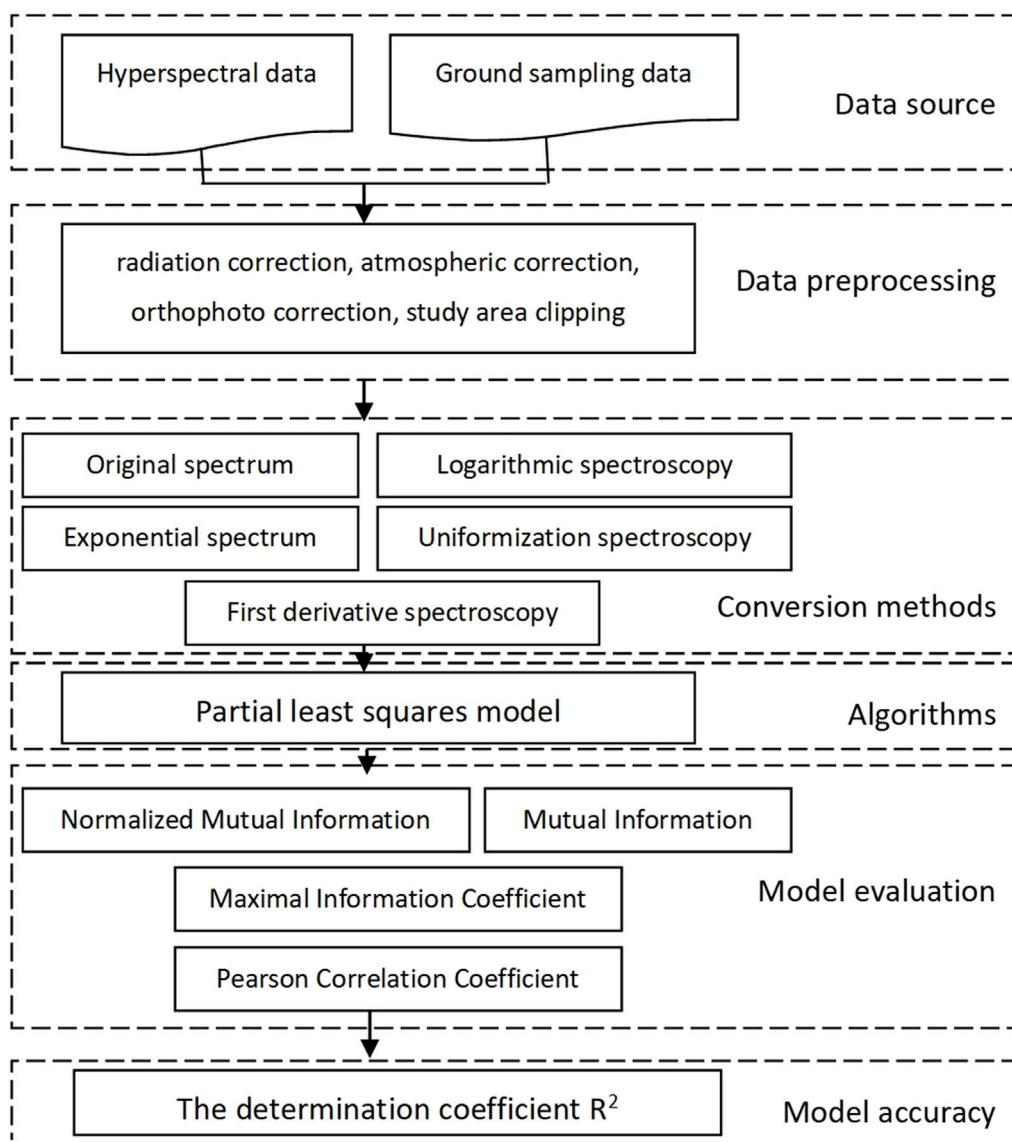 Hyperspectral data
Ground sampling data
Data source
radiation correction, atmospheric correction,
orthophoto correction, study area clipping
Data preprocessing
Original spectrum
Logarithmic spectroscopy
Exponential spectrum
Uniformization spectroscopy
First derivative spectroscopy
Conversion methods
Partial least squares model
Algorithms
Normalized Mutual Information
Mutual Information
Maximal Information Coefficient
Model evaluation
Pearson Correlation Coefficient
The determination coefficient R²
Model accuracy